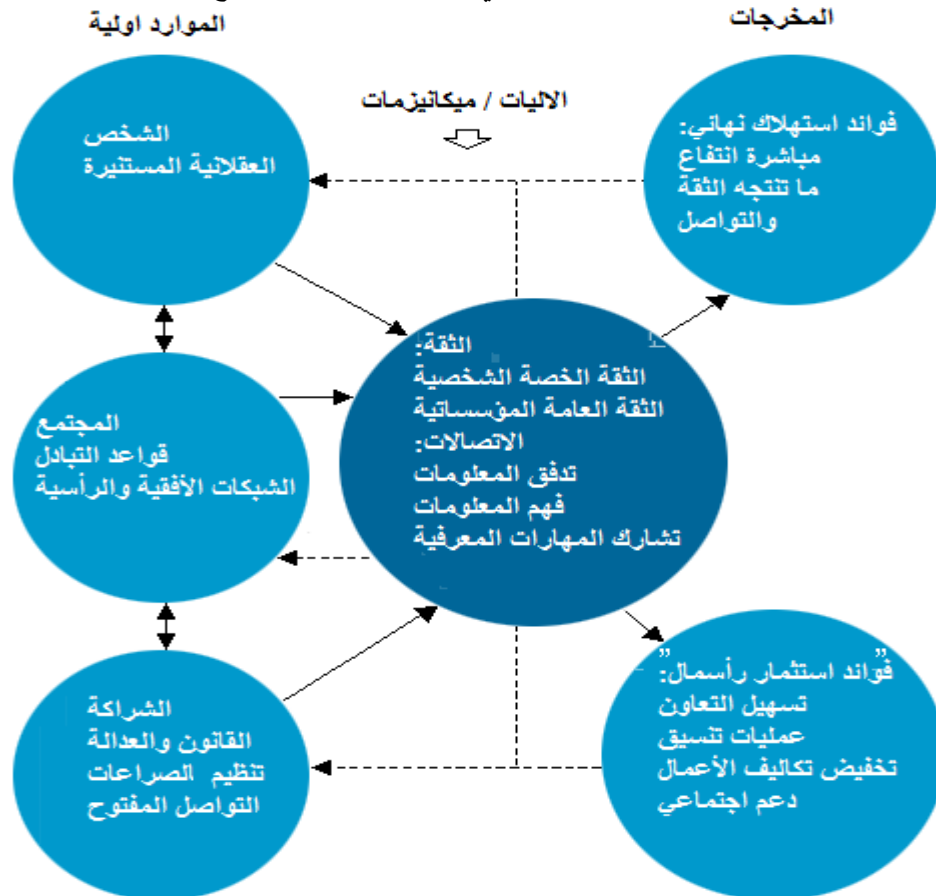 الموارد اولية
المخرجات
الاليات / ميكانيزمات
الشخص
العقلانية المستنيرة
فوائد استهلاك نهائي:
مباشرة انتفاع
ما تنتجه الثقة
والتواصل
المجتمع
قواعد التبادل
الشبكات الأفقية والرأسية
الثقة:
الثقة الخصة الشخصية
الثقة العامة المؤسساتية
الاتصالات:
تدفق المعلومات
فهم المعلومات
تشارك المهارات المعرفية
الشراكة
القانون والعدالة
تنظيم الصراعات
التواصل المفتوح
"فوائد استثمار رأسمال:"
تسهيل التعاون
عمليات تنسيق
تخفيض تكاليف الأعمال
دعم اجتماعي